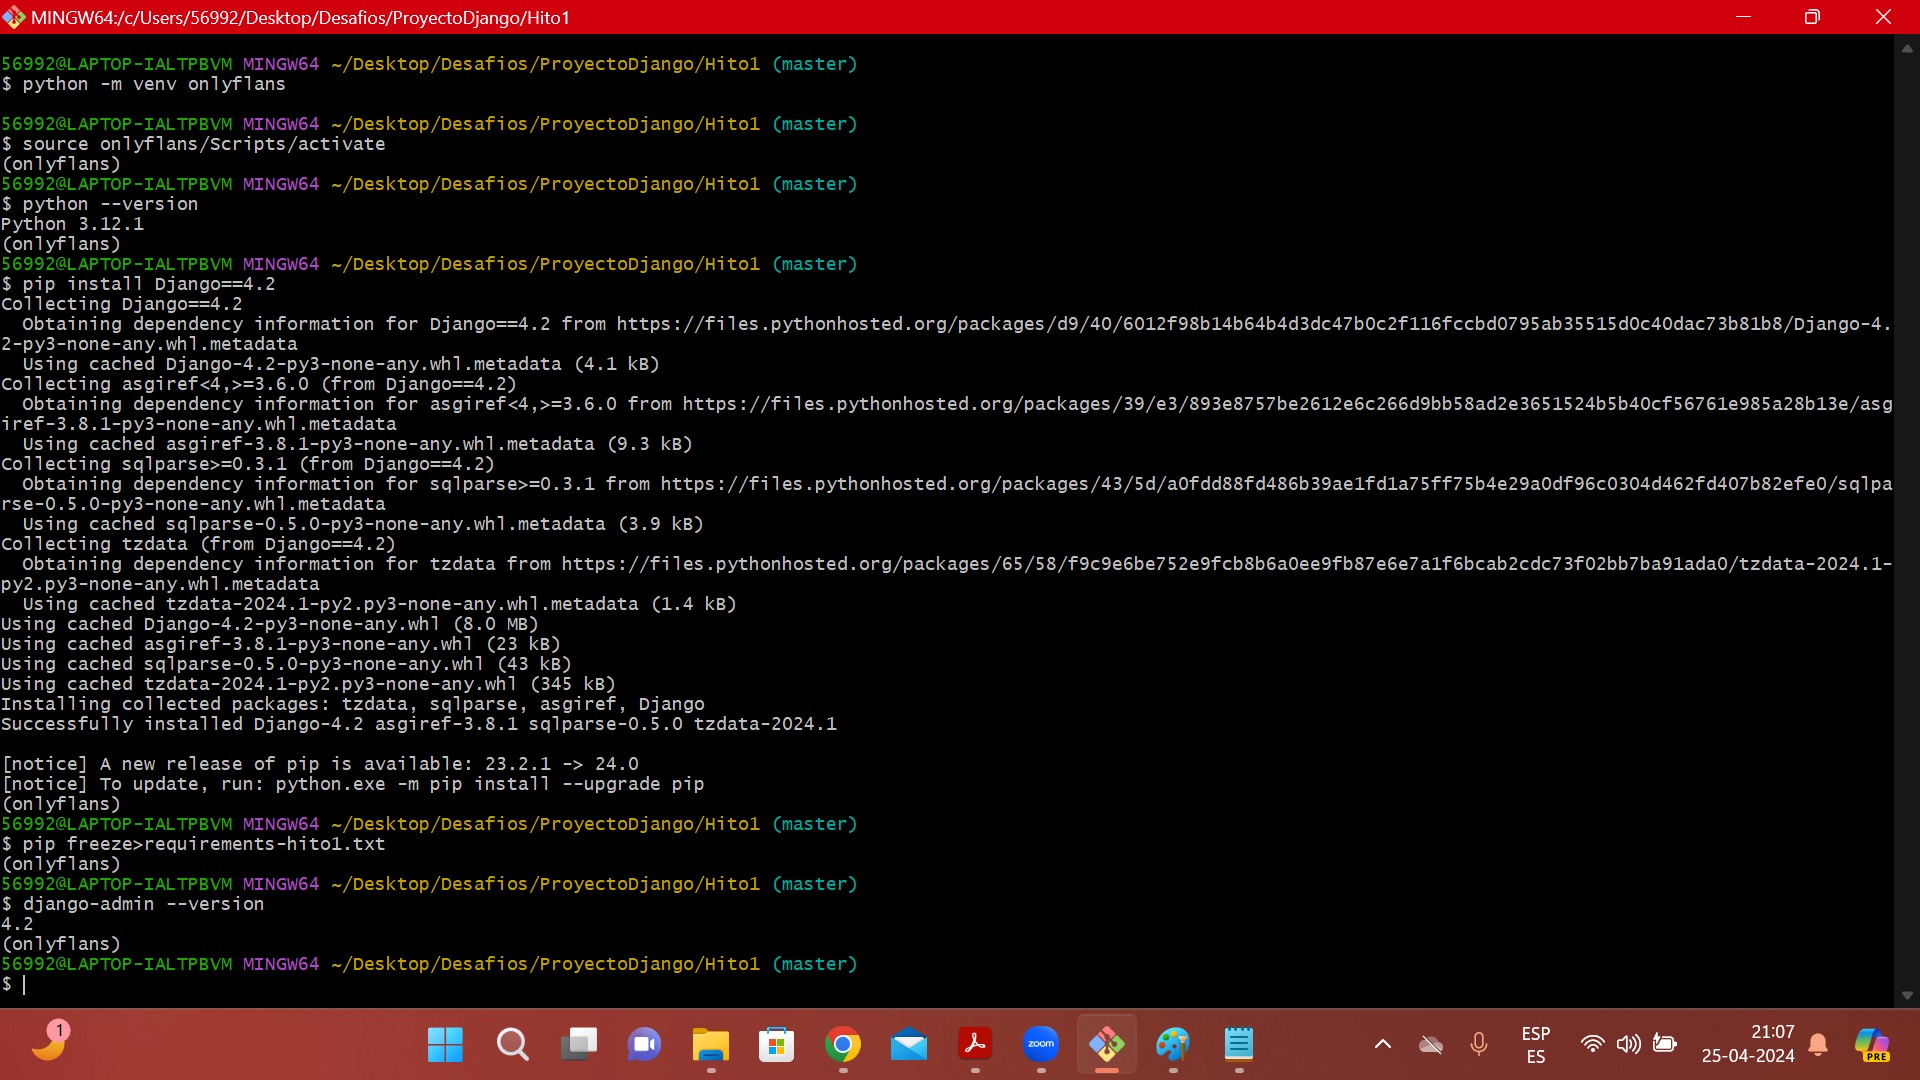 MINGW64:/c/Users/56992/Desktop/Desafios/ProyectoDjango/Hito1
56992@LAPTOP-IALTPBVM MINGW64 ~/Desktop/Desafios/ProyectoDjango/Hito1 (master)
$ python -m venv onlyflans
56992@LAPTOP-IALTPBVM MINGW64 ~/Desktop/Desafios/ProyectoDjango/Hito1 (master)
$ source onlyflans/Scripts/activate
(onlyflans)
56992@LAPTOP-IALTPBVM MINGW64 ~/Desktop/Desafios/ProyectoDjango/Hito1 (master)
$ python --version
Python 3.12.1
(onlyflans)
56992@LAPTOP-IALTPBVM MINGW64 ~/Desktop/Desafios/ProyectoDjango/Hito1 (master)
$ pip install Django==4.2
Collecting Django==4.2
  Obtaining dependency information for Django==4.2 from https://files.pythonhosted.org/packages/d9/40/6012f98b14b64b4d3dc47b0c2f116fccbd0795ab35515d0c40dac73b81b8/Django-4.
2-py3-none-any.whl.metadata
  Using cached Django-4.2-py3-none-any.whl.metadata (4.1 kB)
Collecting asgiref<4,>=3.6.0 (from Django==4.2)
  Obtaining dependency information for asgiref<4,>=3.6.0 from https://files.pythonhosted.org/packages/39/e3/893e8757be2612e6c266d9bb58ad2e3651524b5b40cf56761e985a28b13e/asg
iref-3.8.1-py3-none-any.whl.metadata
  Using cached asgiref-3.8.1-py3-none-any.whl.metadata (9.3 kB)
Collecting sqlparse>=0.3.1 (from Django==4.2)
  Obtaining dependency information for sqlparse>=0.3.1 from https://files.pythonhosted.org/packages/43/5d/a0fdd88fd486b39ae1fd1a75ff75b4e29a0df96c0304d462fd407b82efe0/sqlpa
rse-0.5.0-py3-none-any.whl.metadata
  Using cached sqlparse-0.5.0-py3-none-any.whl.metadata (3.9 kB)
Collecting tzdata (from Django==4.2)
  Obtaining dependency information for tzdata from https://files.pythonhosted.org/packages/65/58/f9c9e6be752e9fcb8b6a0ee9fb87e6e7a1f6bcab2cdc73f02bb7ba91ada0/tzdata-2024.1-
py2.py3-none-any.whl.metadata
  Using cached tzdata-2024.1-py2.py3-none-any.whl.metadata (1.4 kB)
Using cached Django-4.2-py3-none-any.whl (8.0 MB)
Using cached asgiref-3.8.1-py3-none-any.whl (23 kB)
Using cached sqlparse-0.5.0-py3-none-any.whl (43 kB)
Using cached tzdata-2024.1-py2.py3-none-any.whl (345 kB)
Installing collected packages: tzdata, sqlparse, asgiref, Django
Successfully installed Django-4.2 asgiref-3.8.1 sqlparse-0.5.0 tzdata-2024.1
[notice] A new release of pip is available: 23.2.1 -> 24.0
[notice] To update, run: python.exe -m pip install --upgrade pip
(onlyflans)
56992@LAPTOP-IALTPBVM MINGW64 ~/Desktop/Desafios/ProyectoDjango/Hito1 (master)
$ pip freeze>requirements-hito1.txt
(onlyflans)
56992@LAPTOP-IALTPBVM MINGW64 ~/Desktop/Desafios/ProyectoDjango/Hito1 (master)
$ django-admin --version
4.2
(onlyflans)
56992@LAPTOP-IALTPBVM MINGW64 ~/Desktop/Desafios/ProyectoDjango/Hito1 (master)
$
1
zoom
ESP
ES
21:07
25-04-2024
PRE